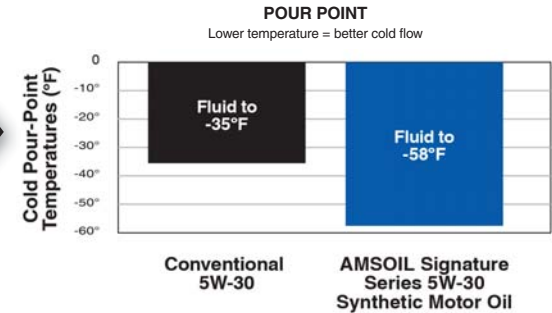 POUR POINT
Lower temperature = better cold flow
Cold Pour-Point
Temperatures (°F)
0
-10°
-20°
-30°
-40°
-50°
-60°
Fluid to
-35°F
Fluid to
-58°F
Conventional
5W-30
AMSOIL Signature
Series 5W-30
Synthetic Motor Oil